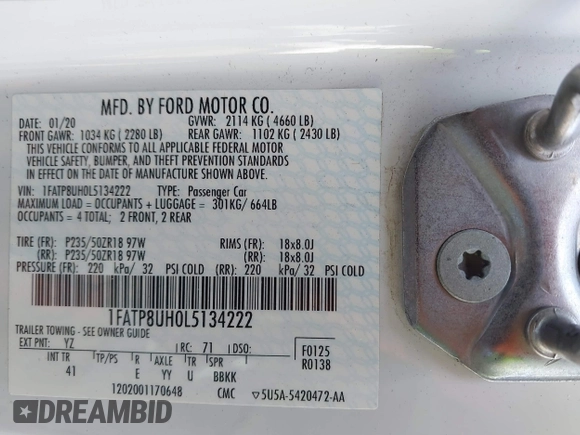 MFD. BY FORD MOTOR CO.
DATE: 01/20 GVWR: 2114 KG ( 4660 LB)
FRONT GAWR: 1034 KG ( 2280 LB) REAR GAWR: 1102 KG ( 2430 LB)
THIS VEHICLE CONFORMS TO ALL APPLICABLE FEDERAL MOTOR
VEHICLE SAFETY, BUMPER, AND THEFT PREVENTION STANDARDS
IN EFFECT ON THE DATE OF MANUFACTURE SHOWN ABOVE.
VIN: 1FATP8UH0L5134222 TYPE: Passenger Car
MAXIMUM LOAD = OCCUPANTS + LUGGAGE = 301KG/ 664LB
OCCUPANTS = 4 TOTAL; 2 FRONT, 2 REAR
TIRE (FR): P235/50ZR18 97W RIMS (FR): 18x8.0J
(RR): P235/50ZR18 97W (RR): 18x8.0J
PRESSURE (FR): 220 kPa/ 32 PSI COLD (RR): 220 kPa/ 32 PSI COLD
1FATP8UH0L5134222
TRAILER TOWING - SEE OWNER GUIDE
EXT PNT: YZ RC: 71 DSO: F0125
INT TR TP/PS R AXLE TR SPR R0138
41 E YY U BBKK
1202001170648 CMC 5U5A-5420472-AA
DREAMBID